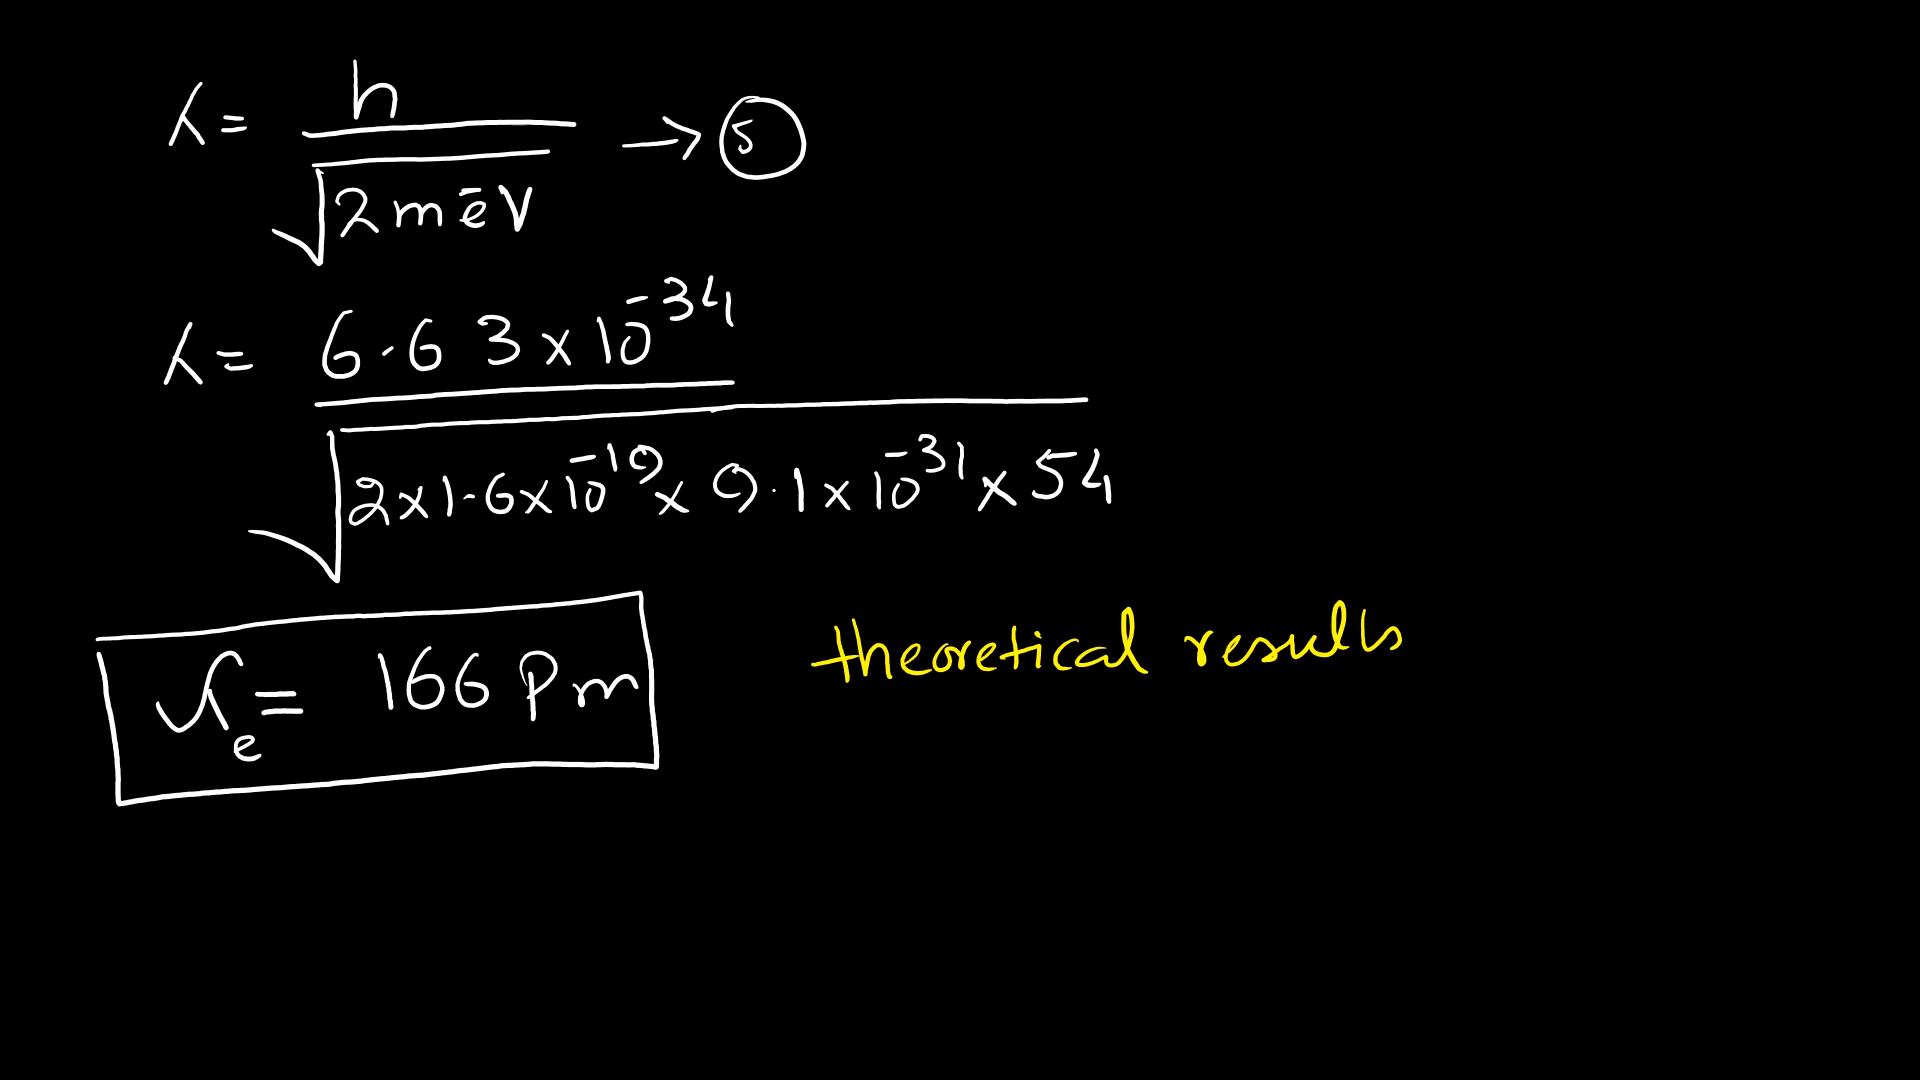 λ = h / √(2mēV) → ⑤
λ = 6.63 × 10⁻³⁴ / √(2 × 1.6 × 10⁻¹⁹ × 9.1 × 10⁻³¹ × 54)
λe = 166 Pm
theoretical results